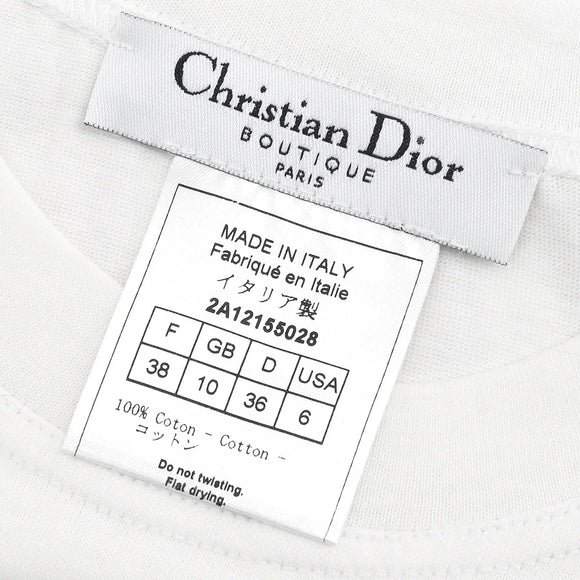 Christian Dior
BOUTIQUE
PARIS
MADE IN ITALY
Fabriqué en Italie
イタリア製
2A12155028
F GB D USA
38 10 36 6
100% Coton - Cotton -
コットン
Do not twisting.
Flat drying.